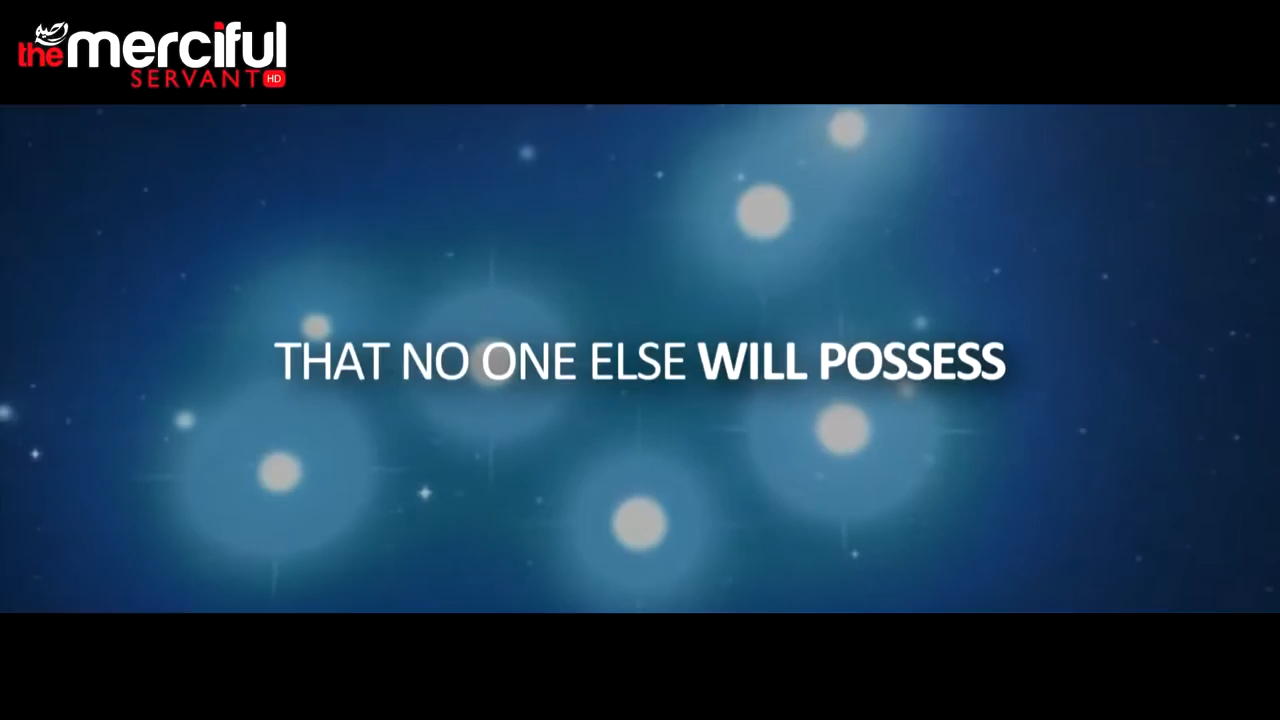 the merciful
SERVANT HD
THAT NO ONE ELSE WILL POSSESS